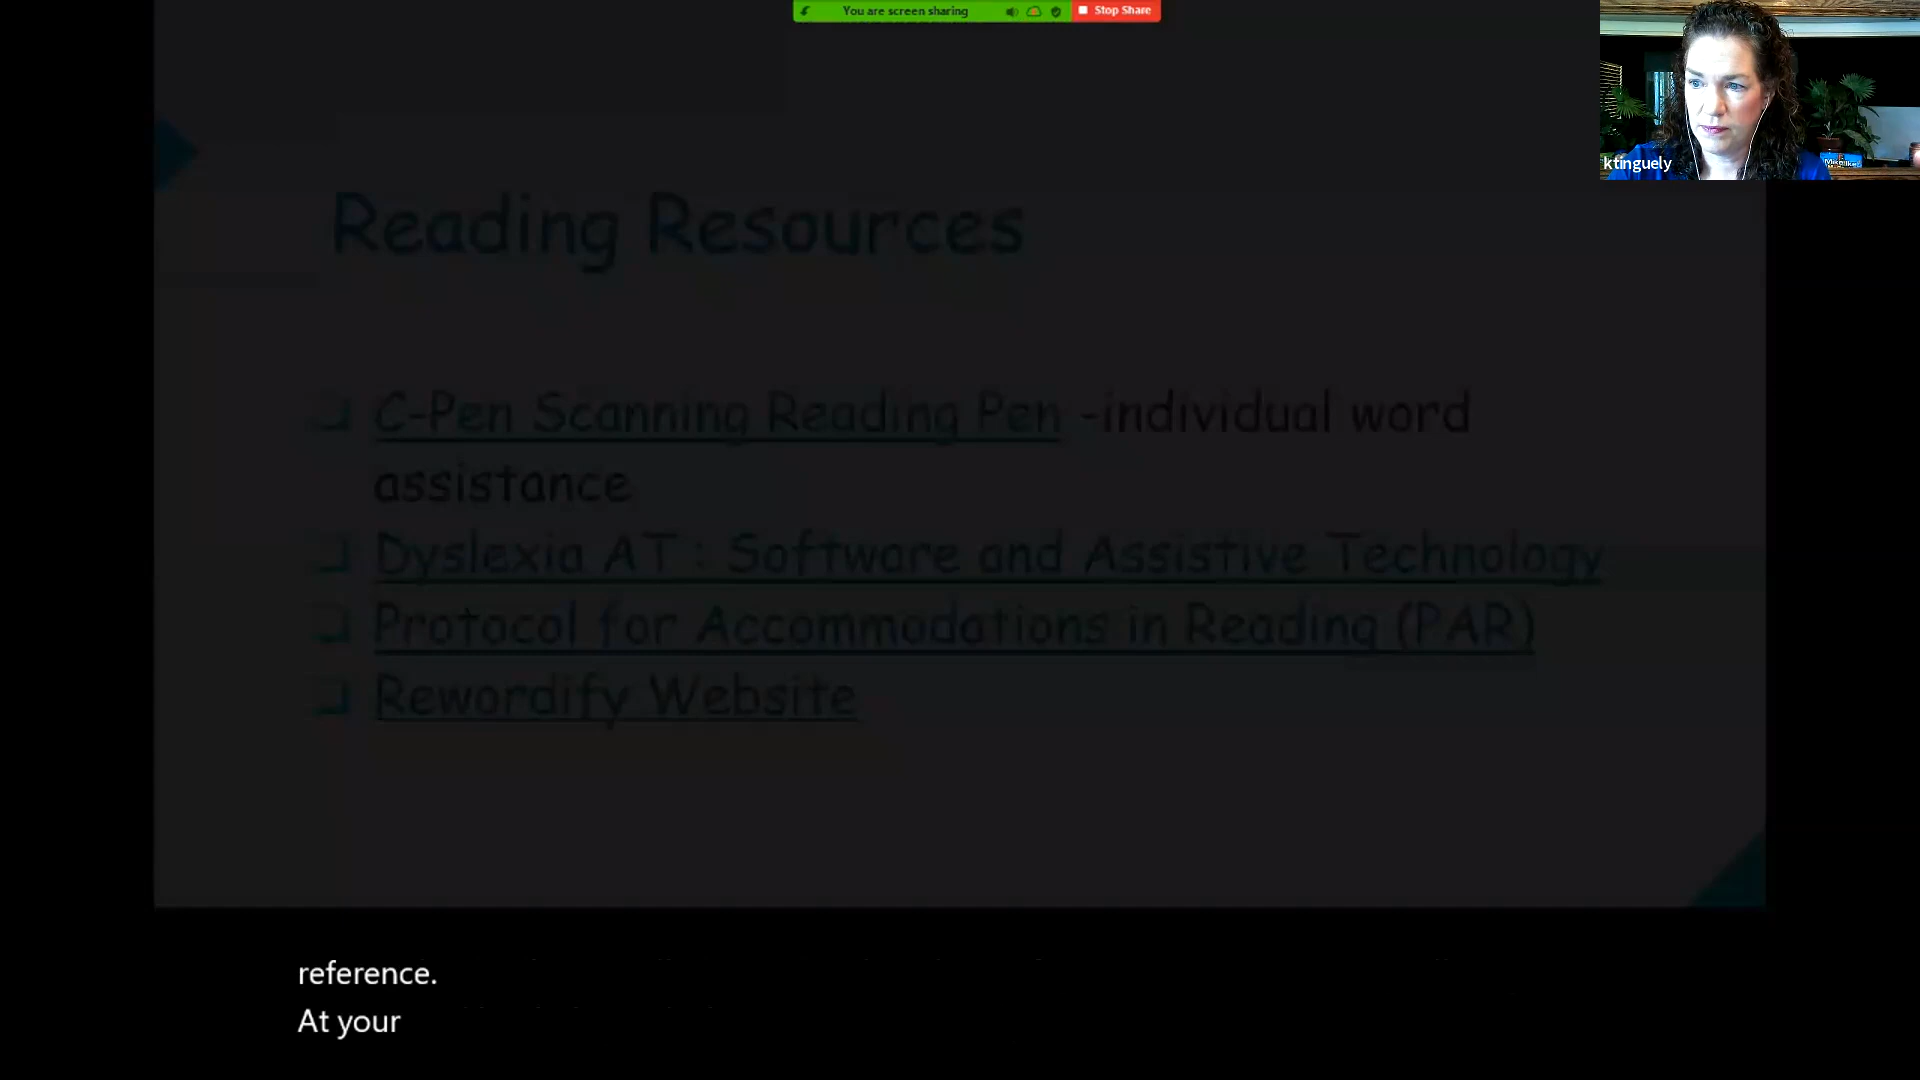 You are screen sharing
Stop Share
ktinguely
Reading Resources
C-Pen Scanning Reading Pen -individual word
assistance
Dyslexia AT : Software and Assistive Technology
Protocol for Accommodations in Reading (PAR)
Rewordify Website
reference.
At your